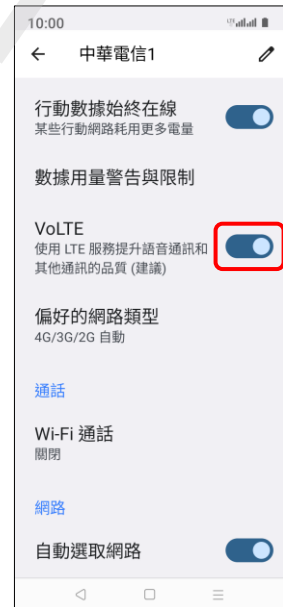 10:00
中華電信1
行動數據始終在線
某些行動網路耗用更多電量
數據用量警告與限制
VoLTE
使用 LTE 服務提升語音通訊和
其他通訊的品質 (建議)
偏好的網路類型
4G/3G/2G 自動
通話
Wi-Fi 通話
關閉
網路
自動選取網路